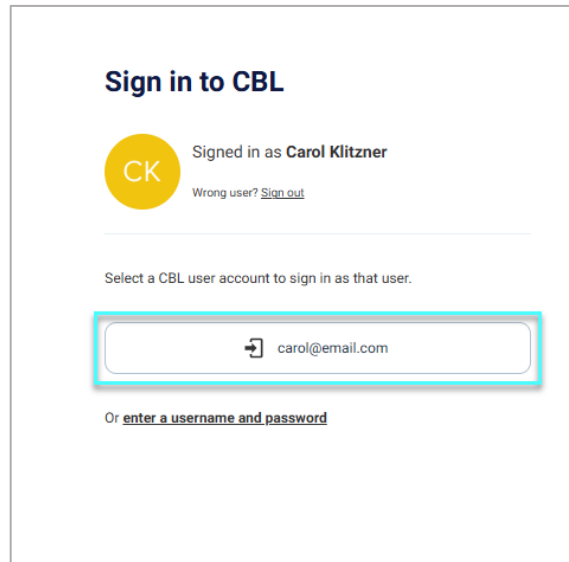 Sign in to CBL
CK
Signed in as Carol Klitzner
Wrong user? Sign out
Select a CBL user account to sign in as that user.
carol@email.com
Or enter a username and password